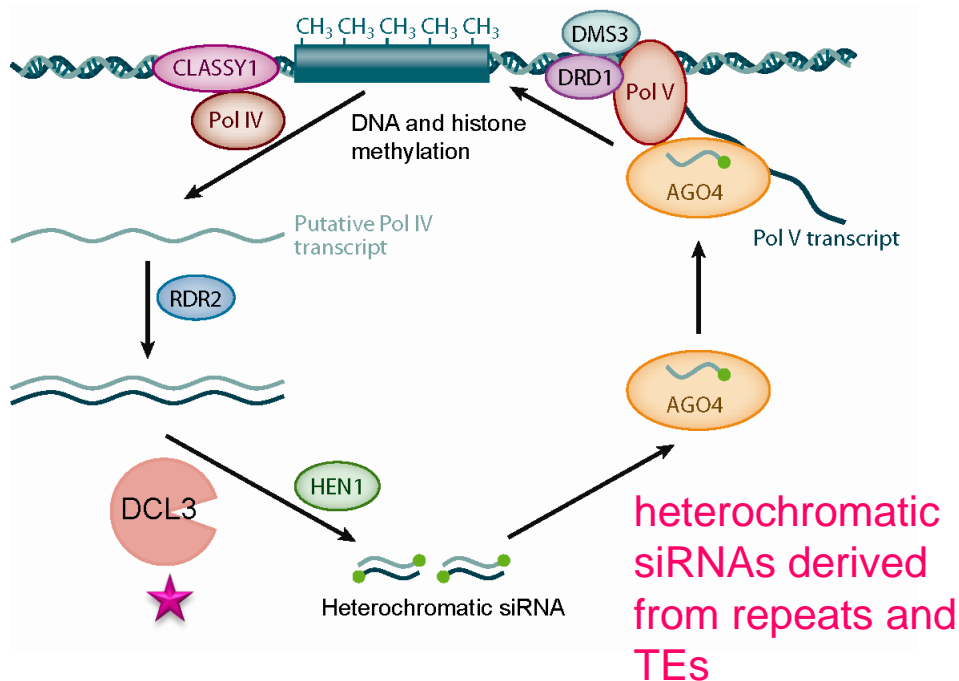 CH3 CH3 CH3 CH3 CH3
DMS3
CLASSY1
DRD1
Pol V
Pol IV
DNA and histone
methylation
AGO4
Putative Pol IV
transcript
Pol V transcript
RDR2
AGO4
DCL3
HEN1
Heterochromatic siRNA
heterochromatic
siRNAs derived
from repeats and
TEs